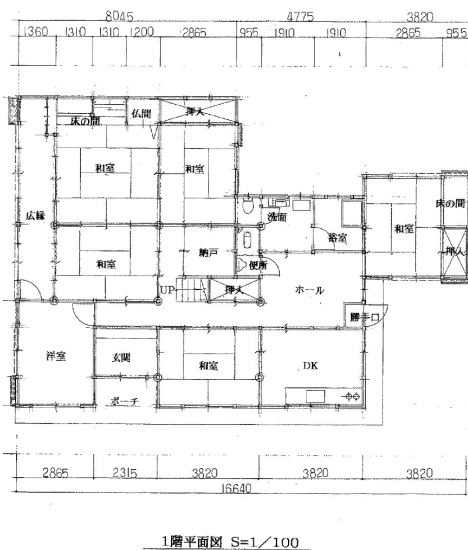 8045 4775 3820
1360 1310 1310 1200 2865 955 1910 1910 2865 955
床の間 仏間 押入
和室 和室
広縁
洗面 浴室
和室 床の間
押入
和室 納戸 便所
UP 押入 ホール
勝手口
洋室 玄関 和室 DK
ポーチ
2865 2315 3820 3820 3820
16640
1階平面図 S=1/100